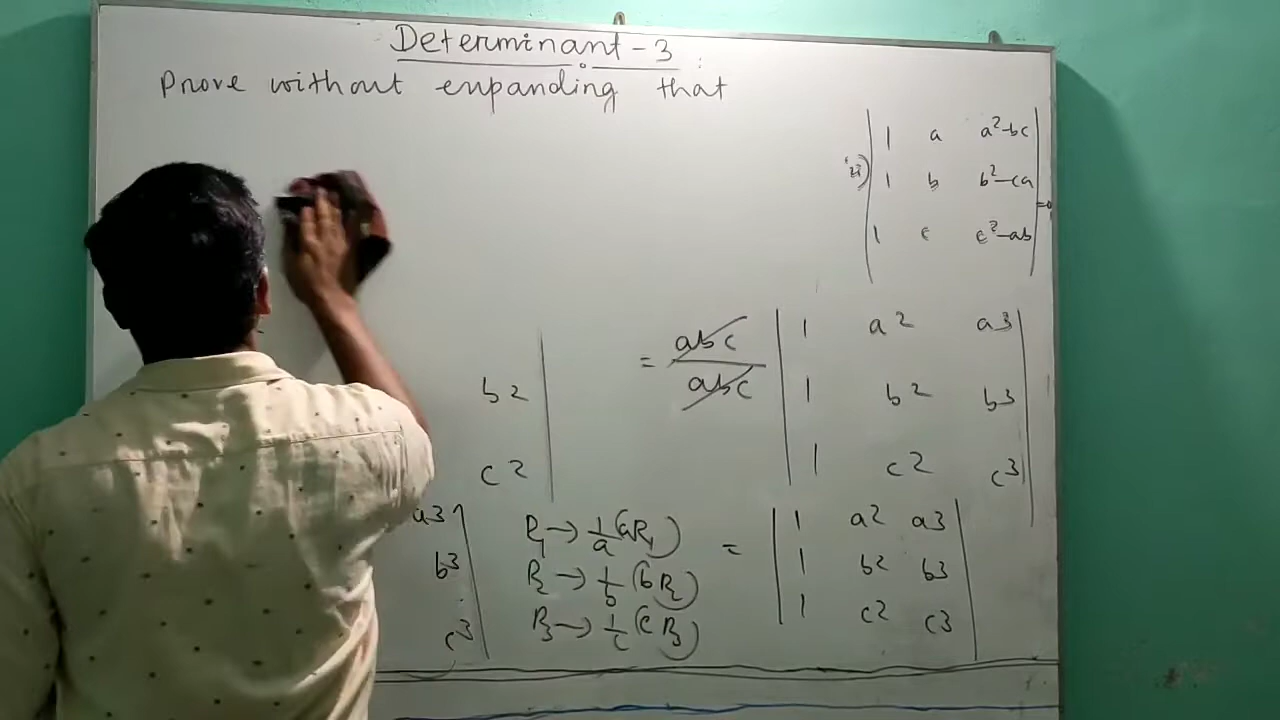 Determinant - 3 :
Prove without enpanding that
ii) | 1 a a²-bc |
| 1 b b²-ca | =0
| 1 c c²-ab |
b2
c2
= abc/abc | 1 a2 a3 |
| 1 b2 b3 |
| 1 c2 c3 |
a3
b3
c3
R1 → 1/a (aR1)
R2 → 1/b (bR2)
R3 → 1/c (cR3)
= | 1 a2 a3 |
| 1 b2 b3 |
| 1 c2 c3 |